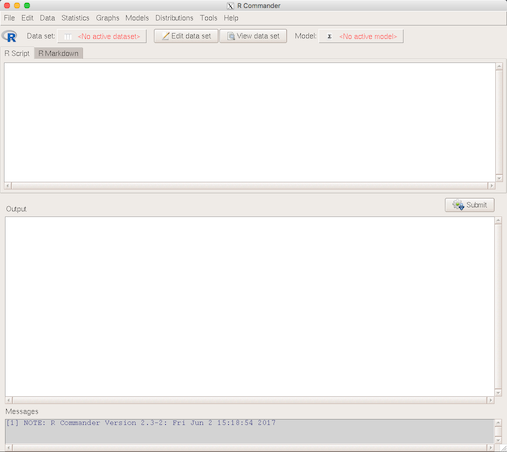 R Commander
File Edit Data Statistics Graphs Models Distributions Tools Help
R Data set: <No active dataset> Edit data set View data set Model: Σ <No active model>
R Script R Markdown
Submit
Output
Messages
[1] NOTE: R Commander Version 2.3-2: Fri Jun 2 15:18:54 2017